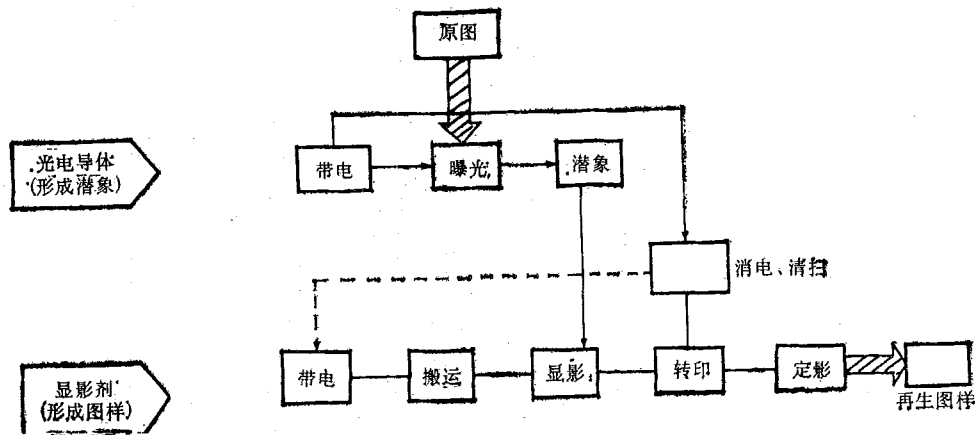 原图
光电导体
(形成潜象)
带电
曝光
潜象
消电、清扫
显影剂
(形成图样)
带电
搬运
显影
转印
定影
再生图样